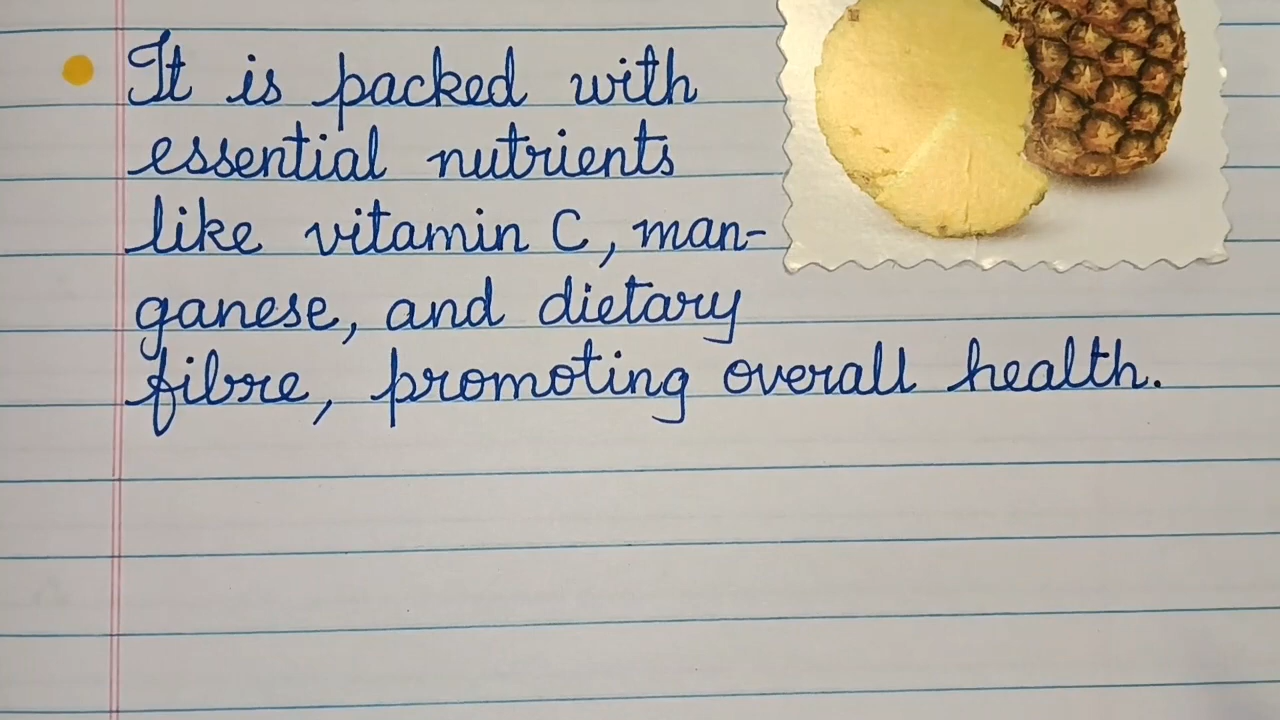 It is packed with
essential nutrients
like vitamin C, man-
ganese, and dietary
fibre, promoting overall health.